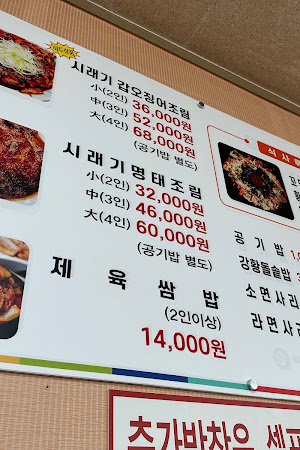 시래기 갑오징어조림
小(2인) 36,000원
中(3인) 52,000원
大(4인) 68,000원
(공기밥 별도)
시래기명태조림
小(2인) 32,000원
中(3인) 46,000원
大(4인) 60,000원
(공기밥 별도)
제육쌈밥
(2인이상)
14,000원
식사
공기밥
강황돌솥밥
소면사리
라면사리
추가반찬은 셀프